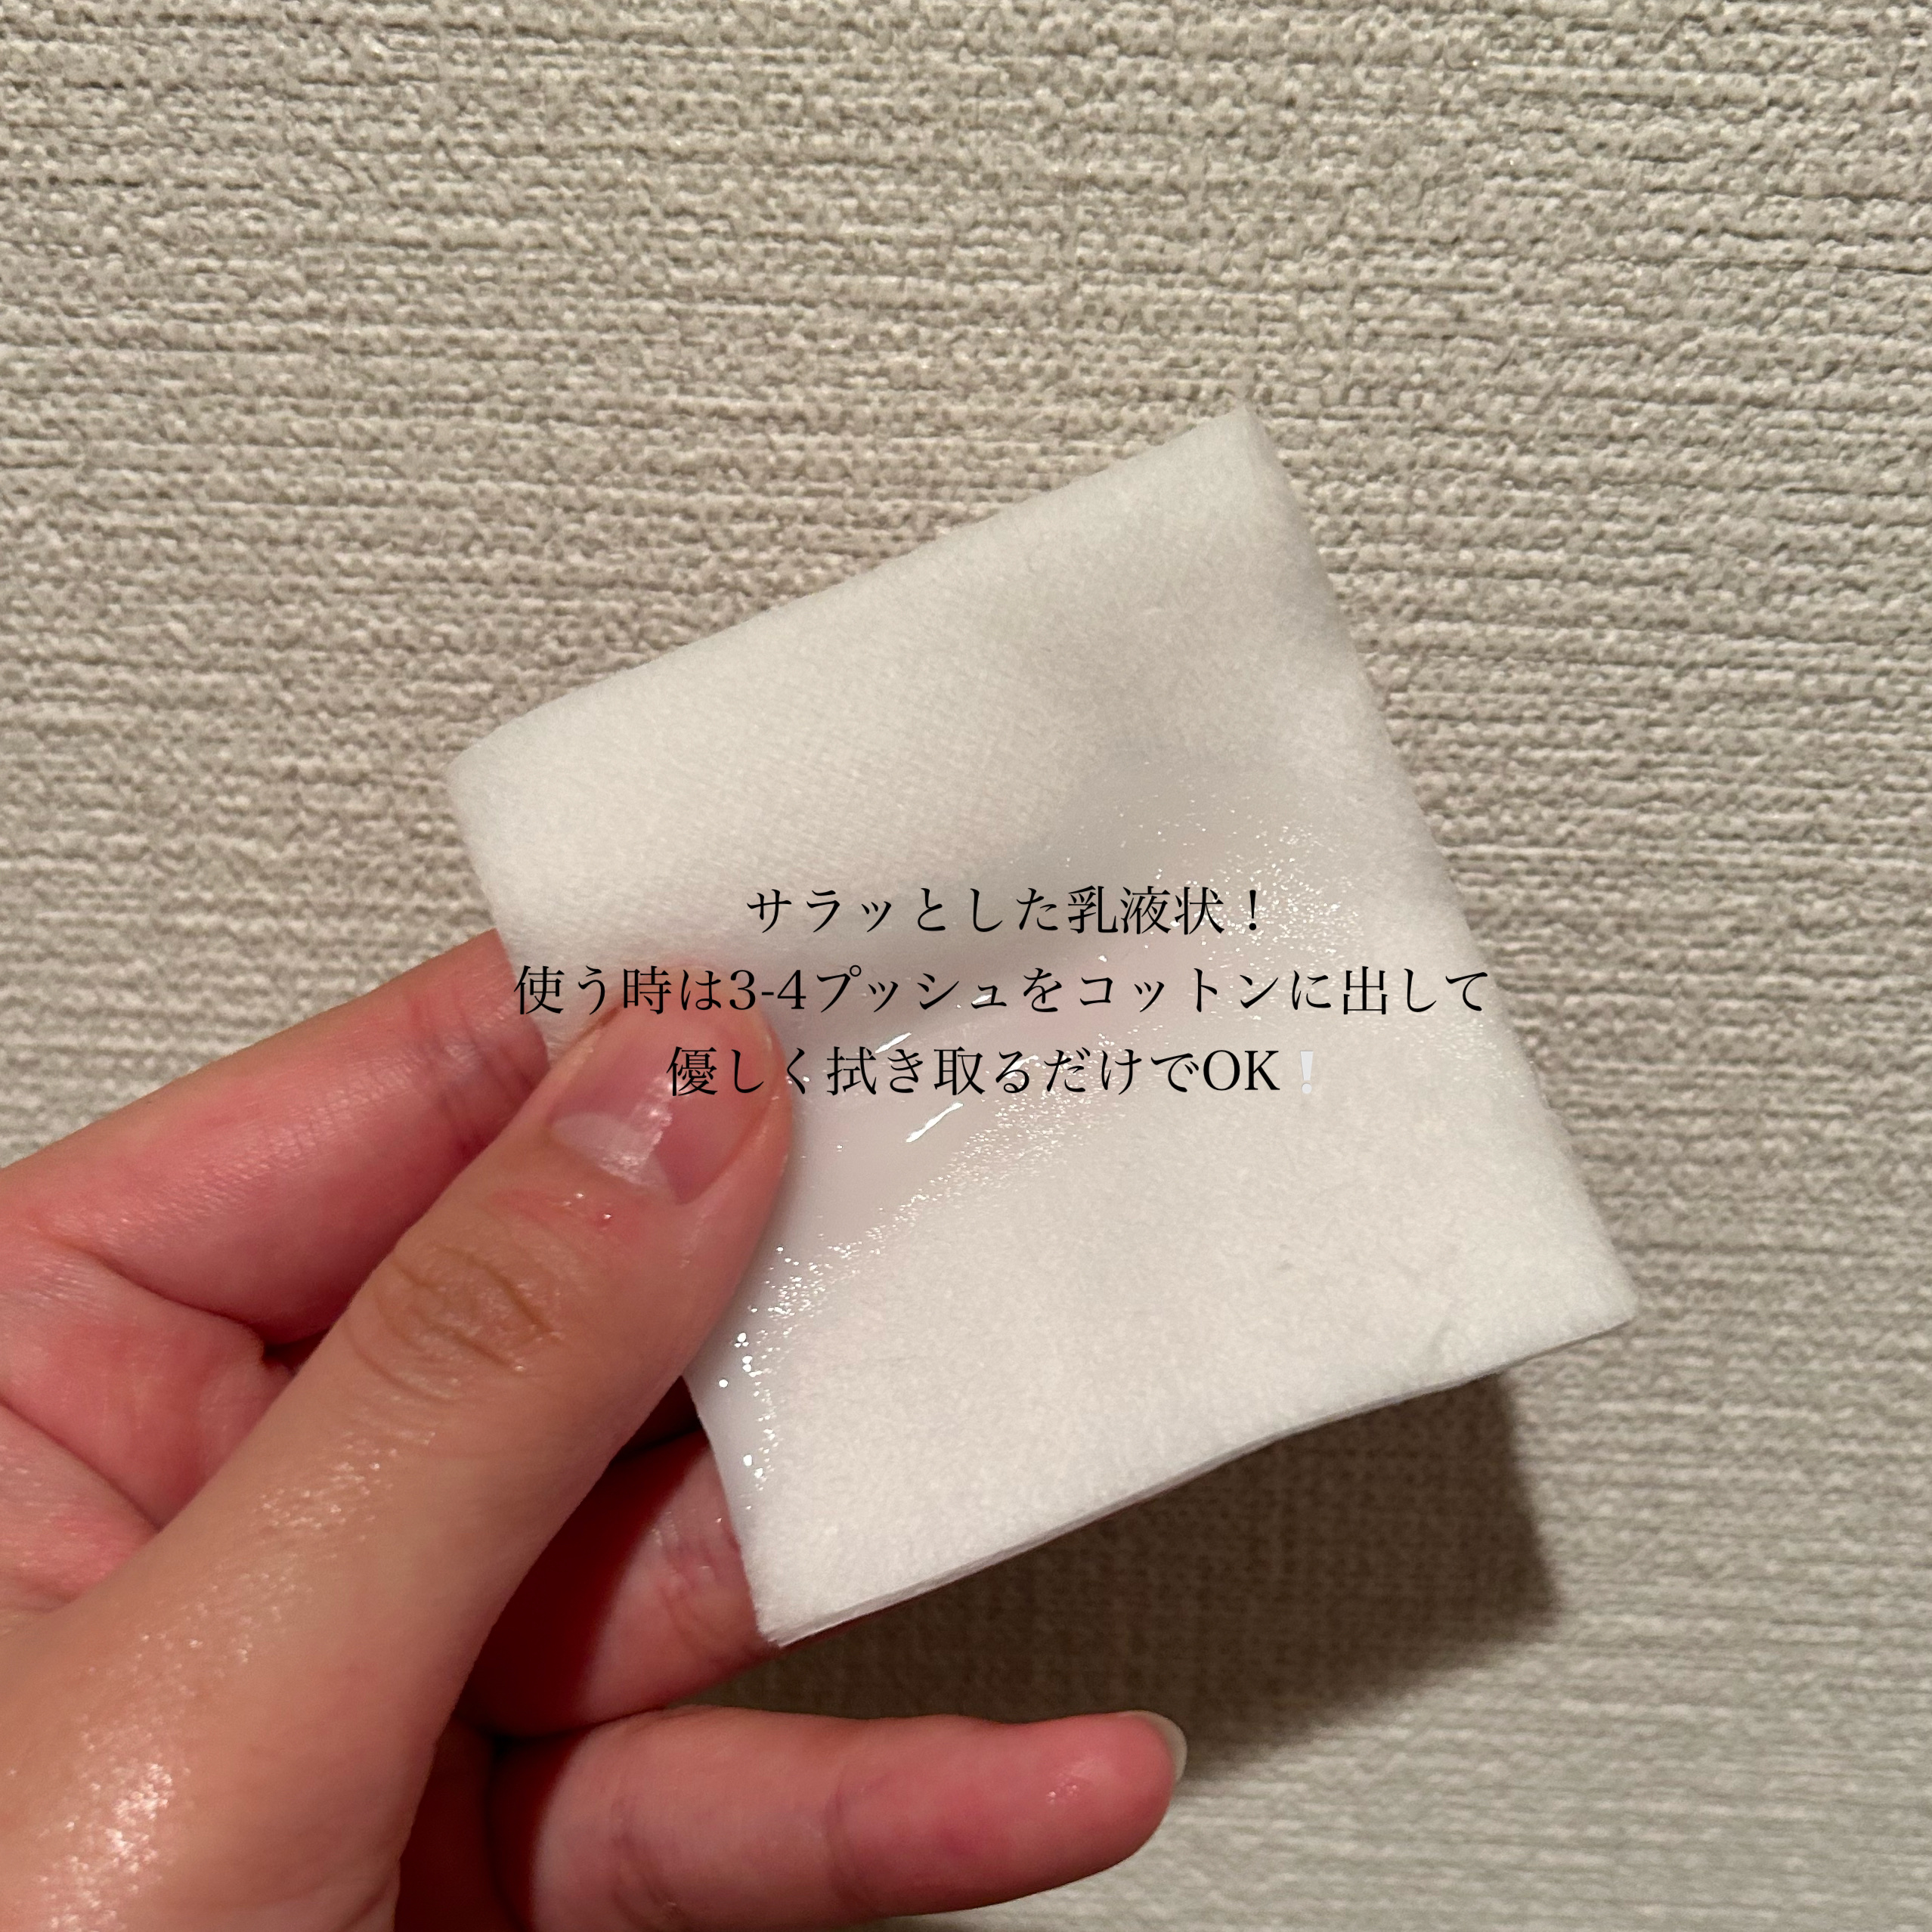 サラッとした乳液状！
使う時は3-4プッシュをコットンに出して
優しく拭き取るだけでOK❕